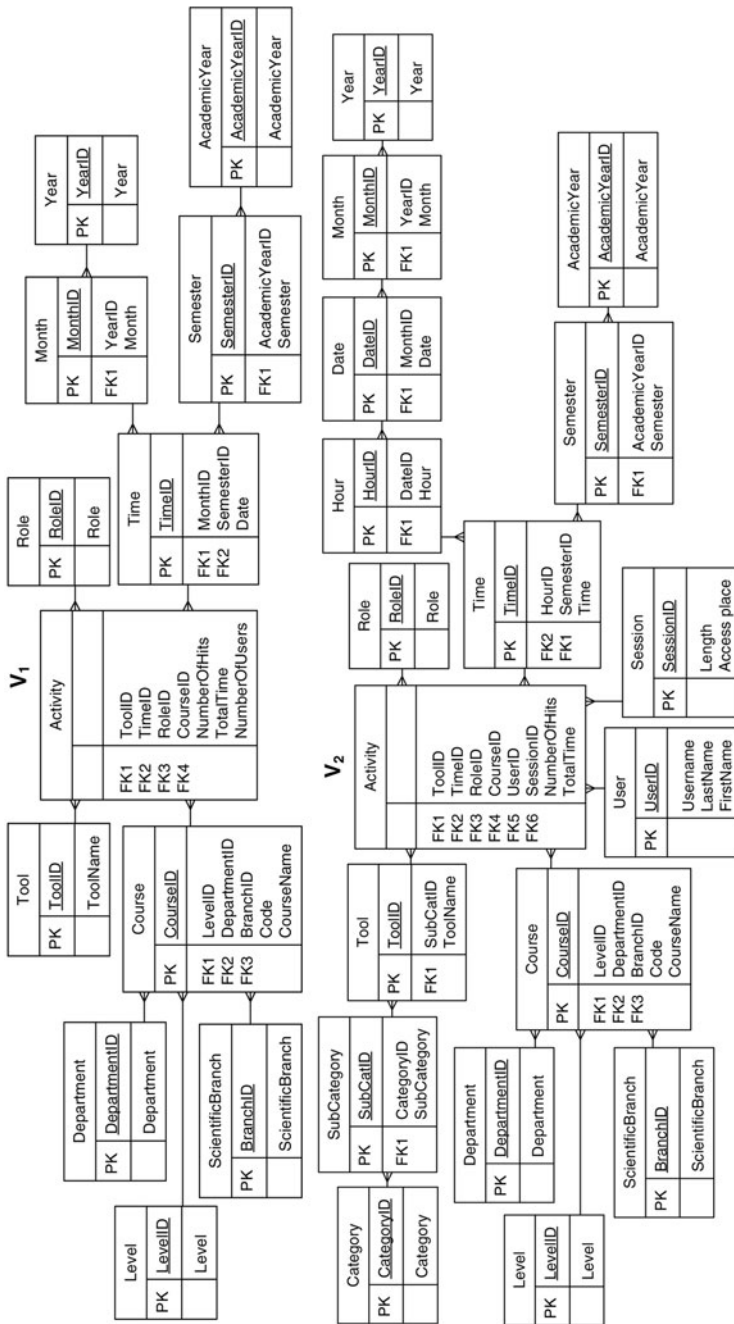 V1
Tool
PK ToolID
ToolName
Activity
FK1 ToolID
FK2 TimeID
FK3 RoleID
FK4 CourseID
NumberOfHits
TotalTime
NumberOfUsers
Role
PK RoleID
Role
Time
PK TimeID
FK1 MonthID
FK2 SemesterID
Date
Month
PK MonthID
FK1 YearID
Month
Year
PK YearID
Year
Semester
PK SemesterID
FK1 AcademicYearID
Semester
AcademicYear
PK AcademicYearID
AcademicYear
Course
PK CourseID
FK1 LevelID
FK2 DepartmentID
FK3 BranchID
Code
CourseName
Department
PK DepartmentID
Department
Level
PK LevelID
Level
ScientificBranch
PK BranchID
ScientificBranch
V2
Category
PK CategoryID
Category
SubCategory
PK SubCatID
FK1 CategoryID
SubCategory
Tool
PK ToolID
FK1 SubCatID
ToolName
Activity
FK1 ToolID
FK2 TimeID
FK3 RoleID
FK4 CourseID
FK5 UserID
FK6 SessionID
NumberOfHits
TotalTime
Role
PK RoleID
Role
Time
PK TimeID
FK2 HourID
FK1 SemesterID
Time
Hour
PK HourID
FK1 DateID
Hour
Date
PK DateID
FK1 MonthID
Date
Month
PK MonthID
FK1 YearID
Month
Year
PK YearID
Year
Semester
PK SemesterID
FK1 AcademicYearID
Semester
AcademicYear
PK AcademicYearID
AcademicYear
Department
PK DepartmentID
Department
Level
PK LevelID
Level
ScientificBranch
PK BranchID
ScientificBranch
Course
PK CourseID
FK1 LevelID
FK2 DepartmentID
FK3 BranchID
Code
CourseName
User
PK UserID
Username
LastName
FirstName
Session
PK SessionID
Length
Access place